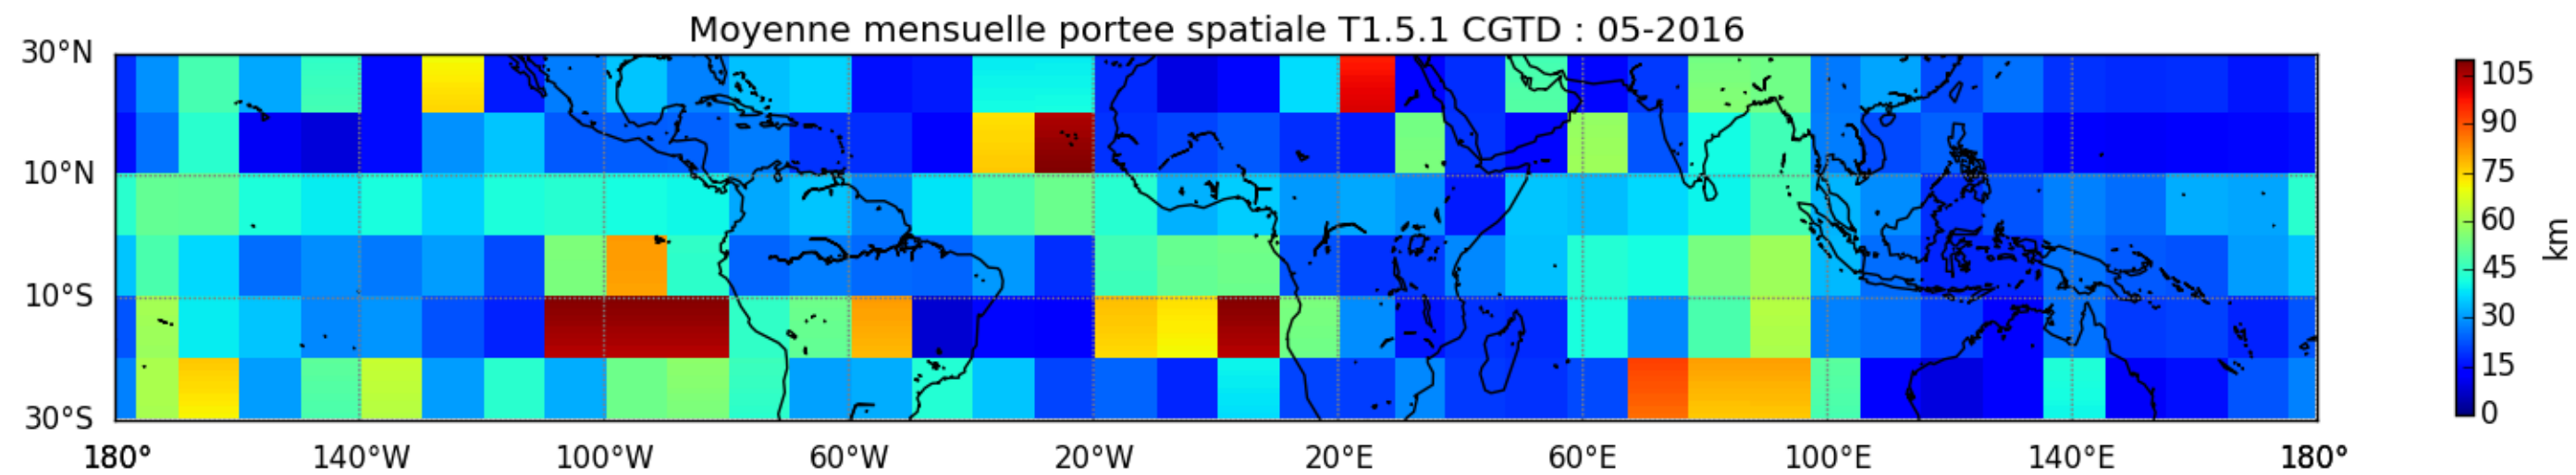 Moyenne mensuelle portee spatiale T1.5.1 CGTD : 05-2016
30°N
10°N
10°S
30°S
180° 140°W 100°W 60°W 20°W 20°E 60°E 100°E 140°E 180°
105
90
75
60
45
30
15
0
km